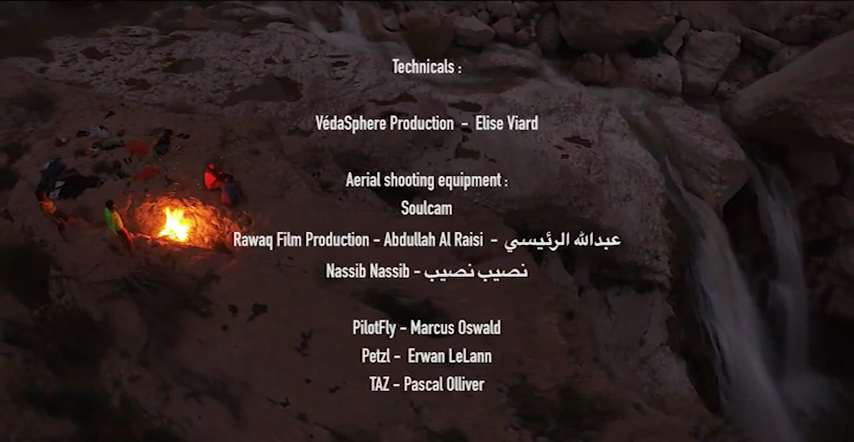 Technicals :
VédaSphere Production - Elise Viard
Aerial shooting equipment :
Soulcam
Rawaq Film Production - Abdullah Al Raisi - عبدالله الرئيسي
Nassib Nassib - نصيب نصيب
PilotFly - Marcus Oswald
Petzl - Erwan LeLann
TAZ - Pascal Olliver